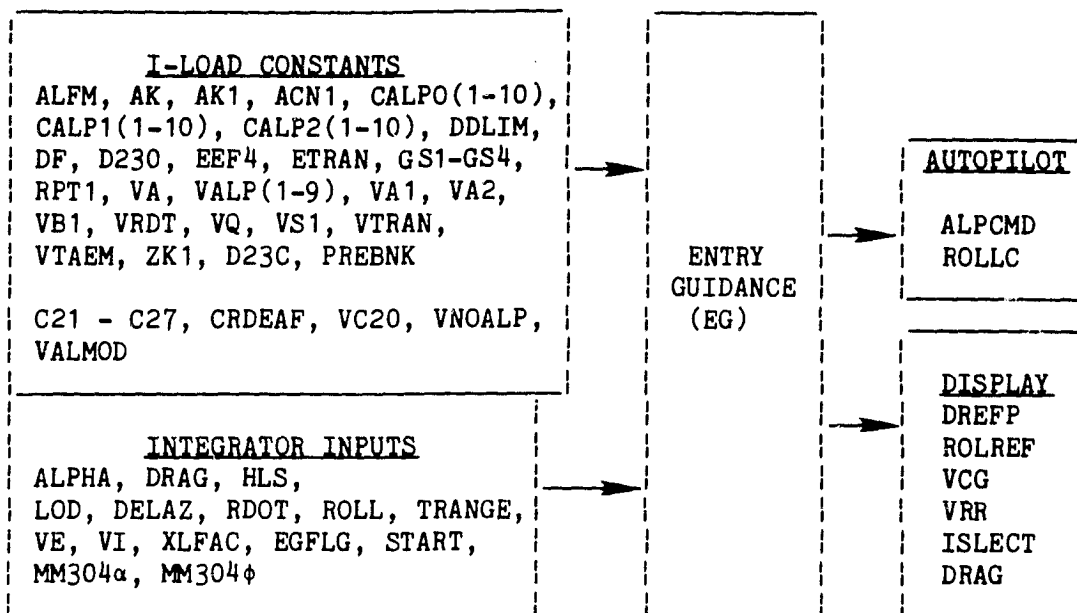 I-LOAD CONSTANTS
ALFM, AK, AK1, ACN1, CALP0(1-10),
CALP1(1-10), CALP2(1-10), DDLIM,
DF, D230, EEF4, ETRAN, GS1-GS4,
RPT1, VA, VALP(1-9), VA1, VA2,
VB1, VRDT, VQ, VS1, VTRAN,
VTAEM, ZK1, D23C, PREBNK
C21 - C27, CRDEAF, VC20, VNOALP,
VALMOD
INTEGRATOR INPUTS
ALPHA, DRAG, HLS,
LOD, DELAZ, RDOT, ROLL, TRANGE,
VE, VI, XLFAC, EGFLG, START,
MM304α, MM304ϕ
ENTRY
GUIDANCE
(EG)
AUTOPILOT
ALPCMD
ROLLC
DISPLAY
DREFP
ROLREF
VCG
VRR
ISLECT
DRAG